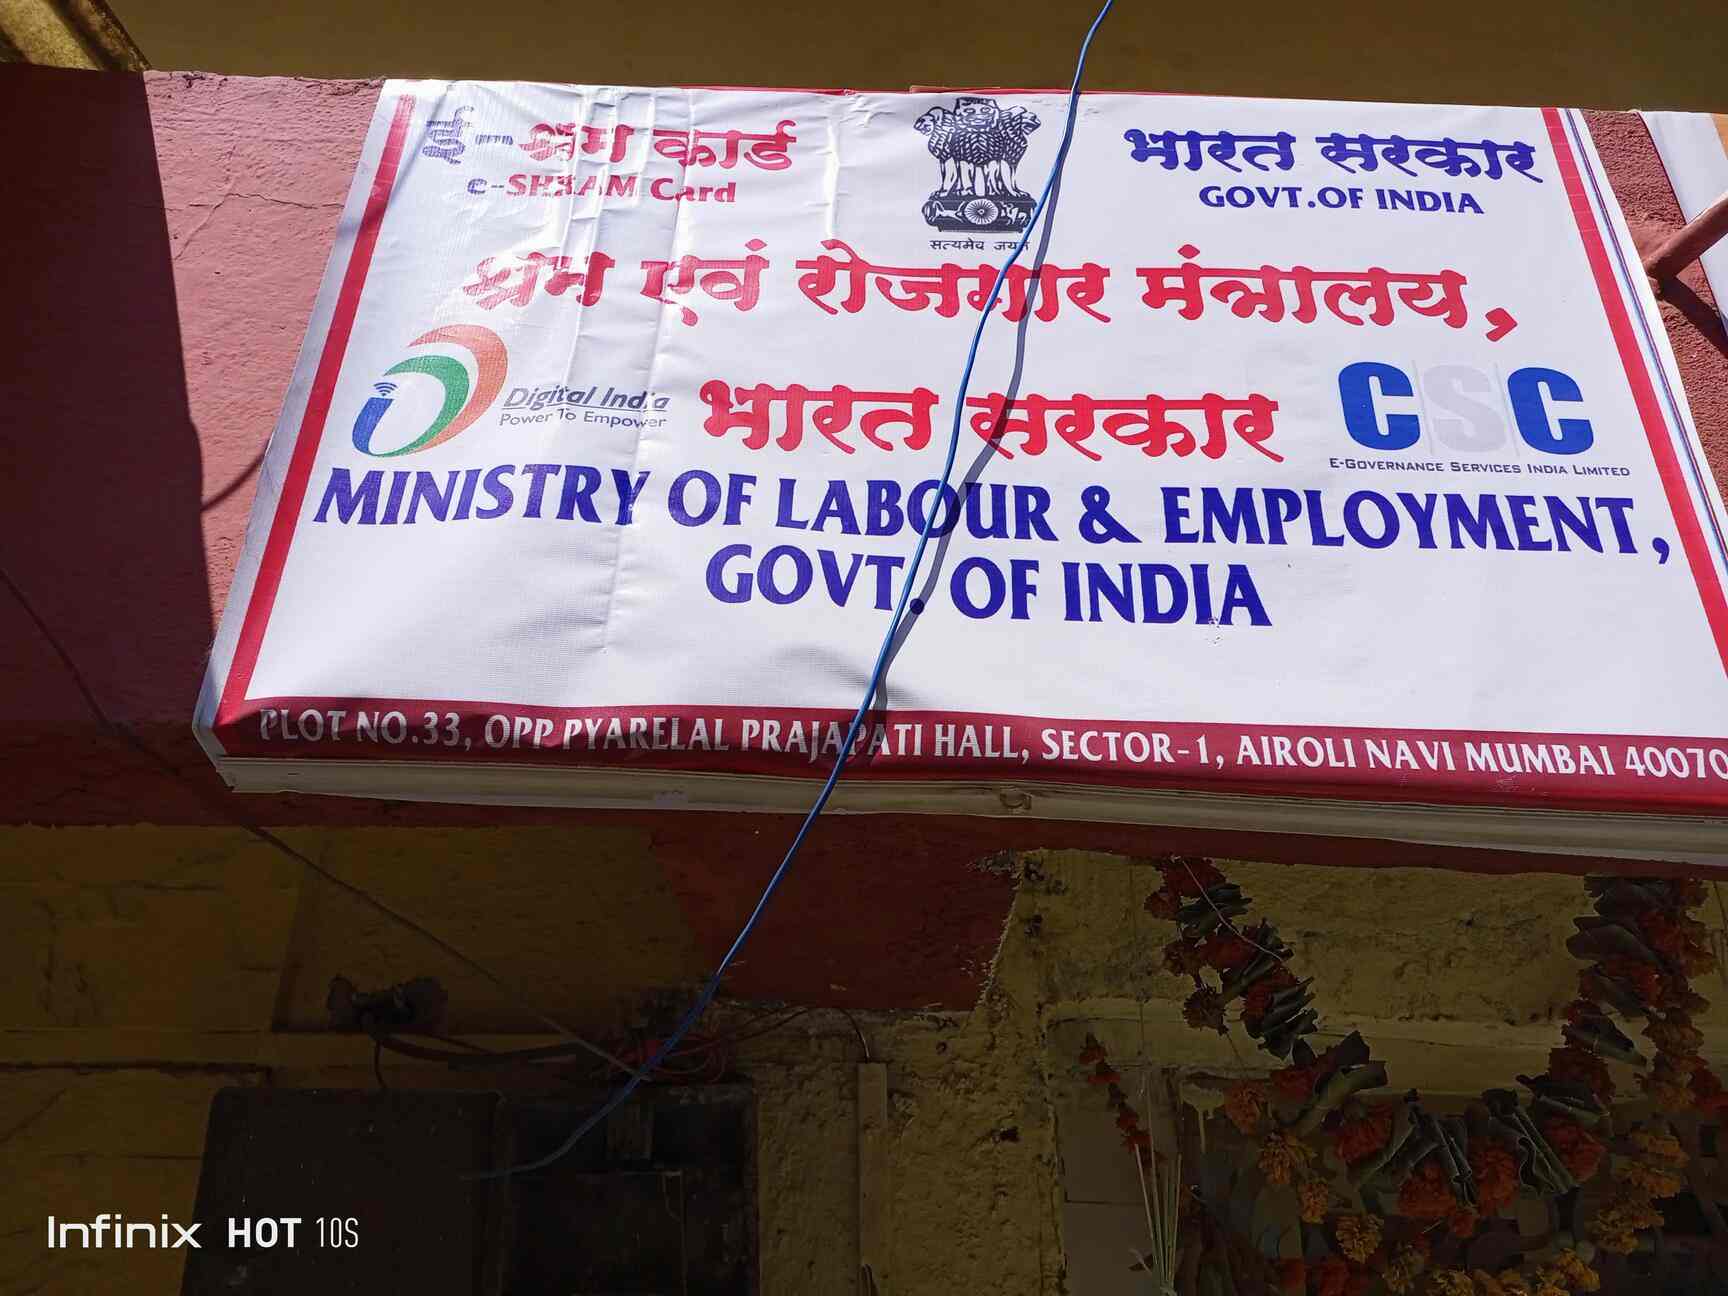 ई-श्रम कार्ड
e-SHRAM Card
सत्यमेव जयते
भारत सरकार
GOVT.OF INDIA
श्रम एवं रोजगार मंत्रालय,
भारत सरकार
Digital India
Power To Empower
CSC
E-GOVERNANCE SERVICES INDIA LIMITED
MINISTRY OF LABOUR & EMPLOYMENT,
GOVT. OF INDIA
PLOT NO.33, OPP PYARELAL PRAJAPATI HALL, SECTOR-1, AIROLI NAVI MUMBAI 40070
Infinix HOT 10S